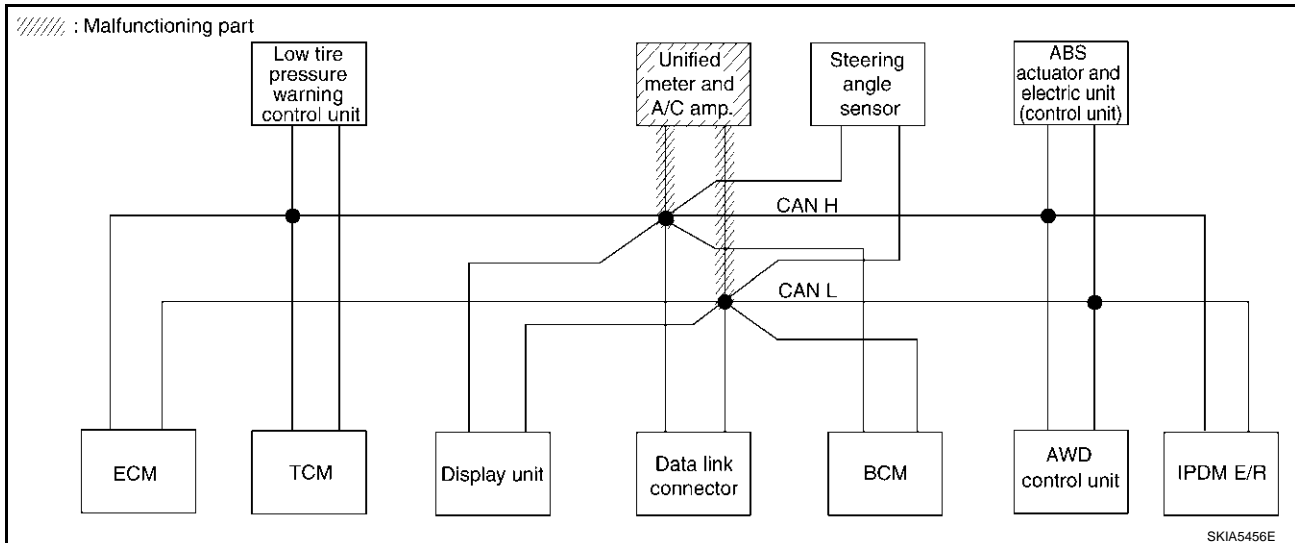 : Malfunctioning part
Low tire
pressure
warning
control unit
Unified
meter and
A/C amp.
Steering
angle
sensor
ABS
actuator and
electric unit
(control unit)
CAN H
CAN L
ECM
TCM
Display unit
Data link
connector
BCM
AWD
control unit
IPDM E/R
SKIA5456E